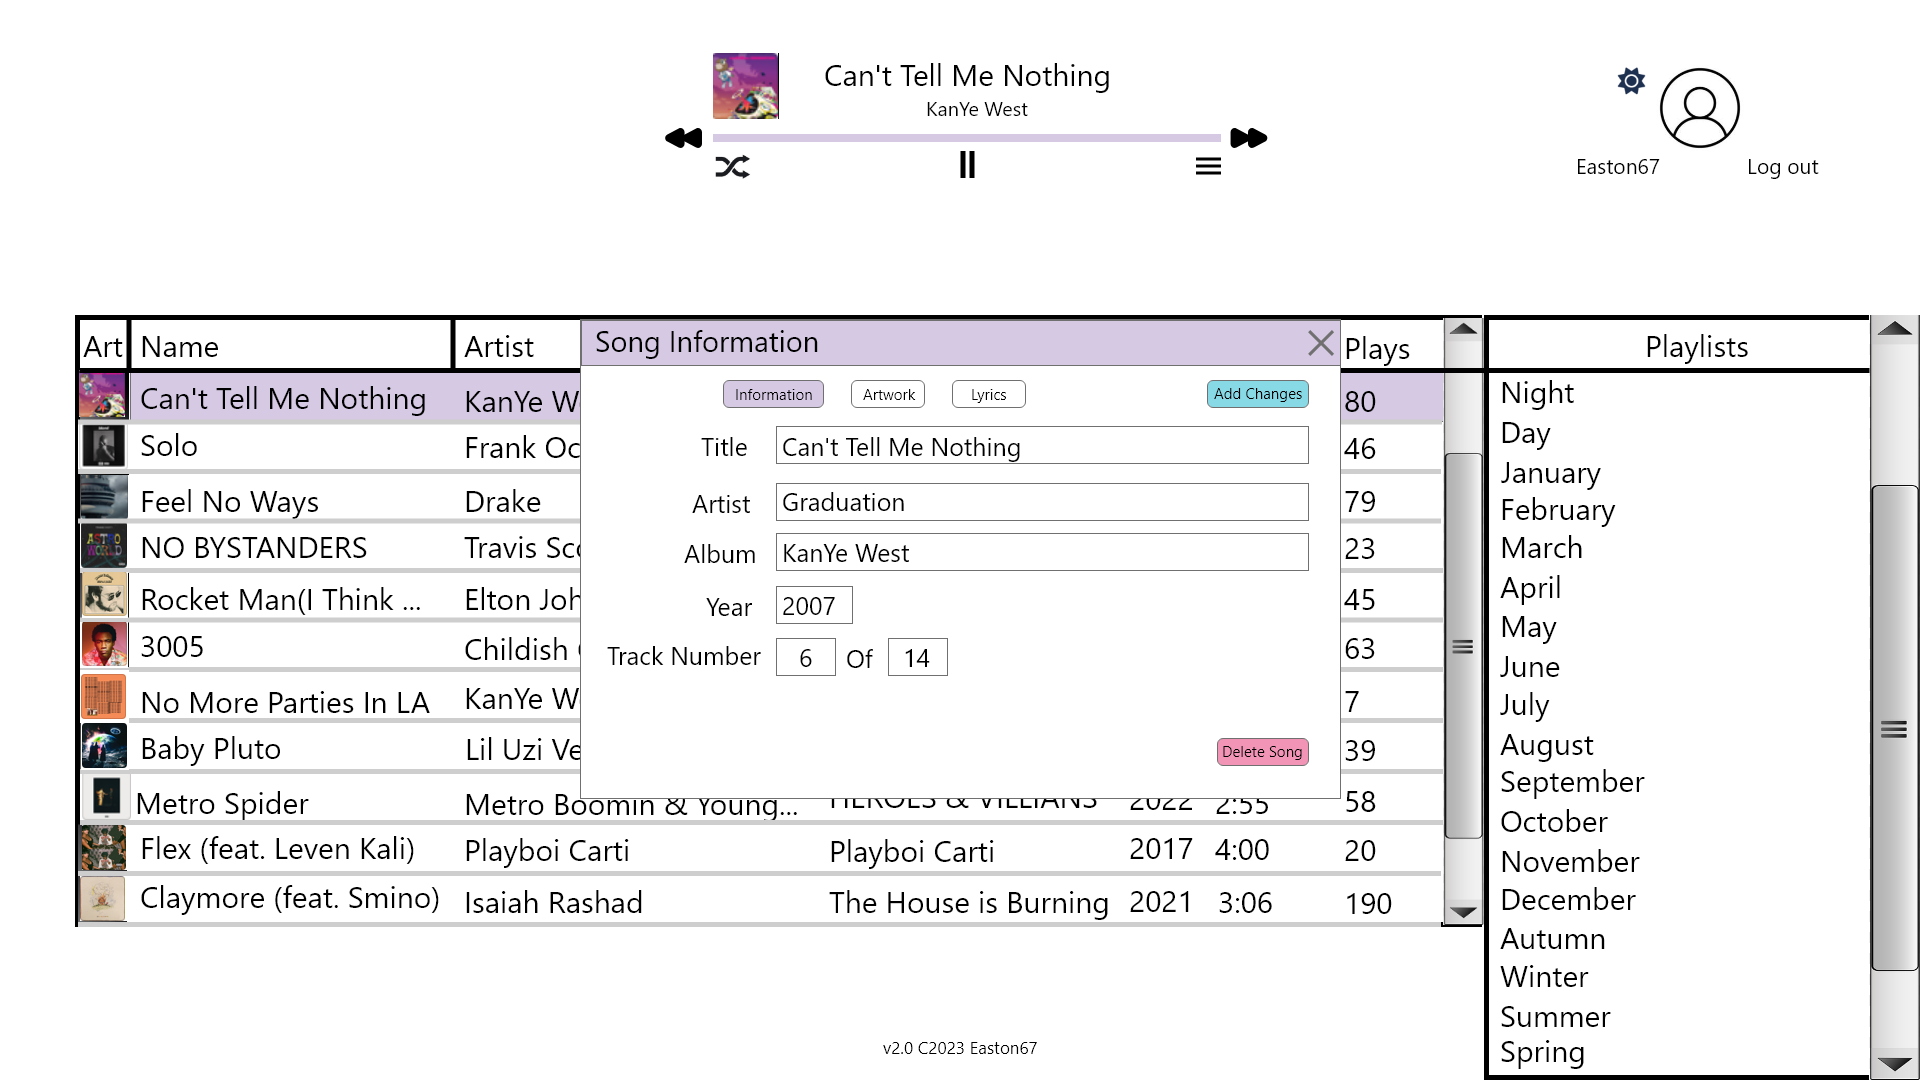 Can't Tell Me Nothing
KanYe West
Easton67
Log out
Art Name Artist Plays
Song Information
Information Artwork Lyrics Add Changes
Title Can't Tell Me Nothing
Artist Graduation
Album KanYe West
Year 2007
Track Number 6 Of 14
Delete Song
Can't Tell Me Nothing KanYe W 80
Solo Frank Oc 46
Feel No Ways Drake 79
NO BYSTANDERS Travis Sc 23
Rocket Man(I Think ... Elton Joh 45
3005 Childish 63
No More Parties In LA KanYe W 7
Baby Pluto Lil Uzi Ve 39
Metro Spider Metro Boomin & Young... HEROES & VILLIANS 2022 2:55 58
Flex (feat. Leven Kali) Playboi Carti Playboi Carti 2017 4:00 20
Claymore (feat. Smino) Isaiah Rashad The House is Burning 2021 3:06 190
Playlists
Night
Day
January
February
March
April
May
June
July
August
September
October
November
December
Autumn
Winter
Summer
Spring
v2.0 C2023 Easton67